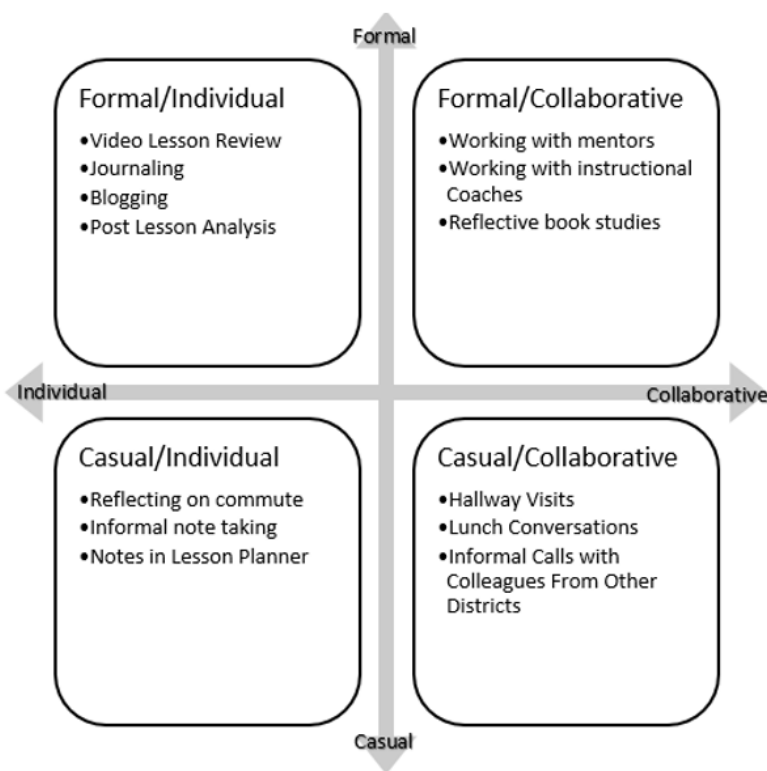 Formal
Formal/Individual
•Video Lesson Review
•Journaling
•Blogging
•Post Lesson Analysis
Formal/Collaborative
•Working with mentors
•Working with instructional
Coaches
•Reflective book studies
Individual
Collaborative
Casual/Individual
•Reflecting on commute
•Informal note taking
•Notes in Lesson Planner
Casual/Collaborative
•Hallway Visits
•Lunch Conversations
•Informal Calls with
Colleagues From Other
Districts
Casual